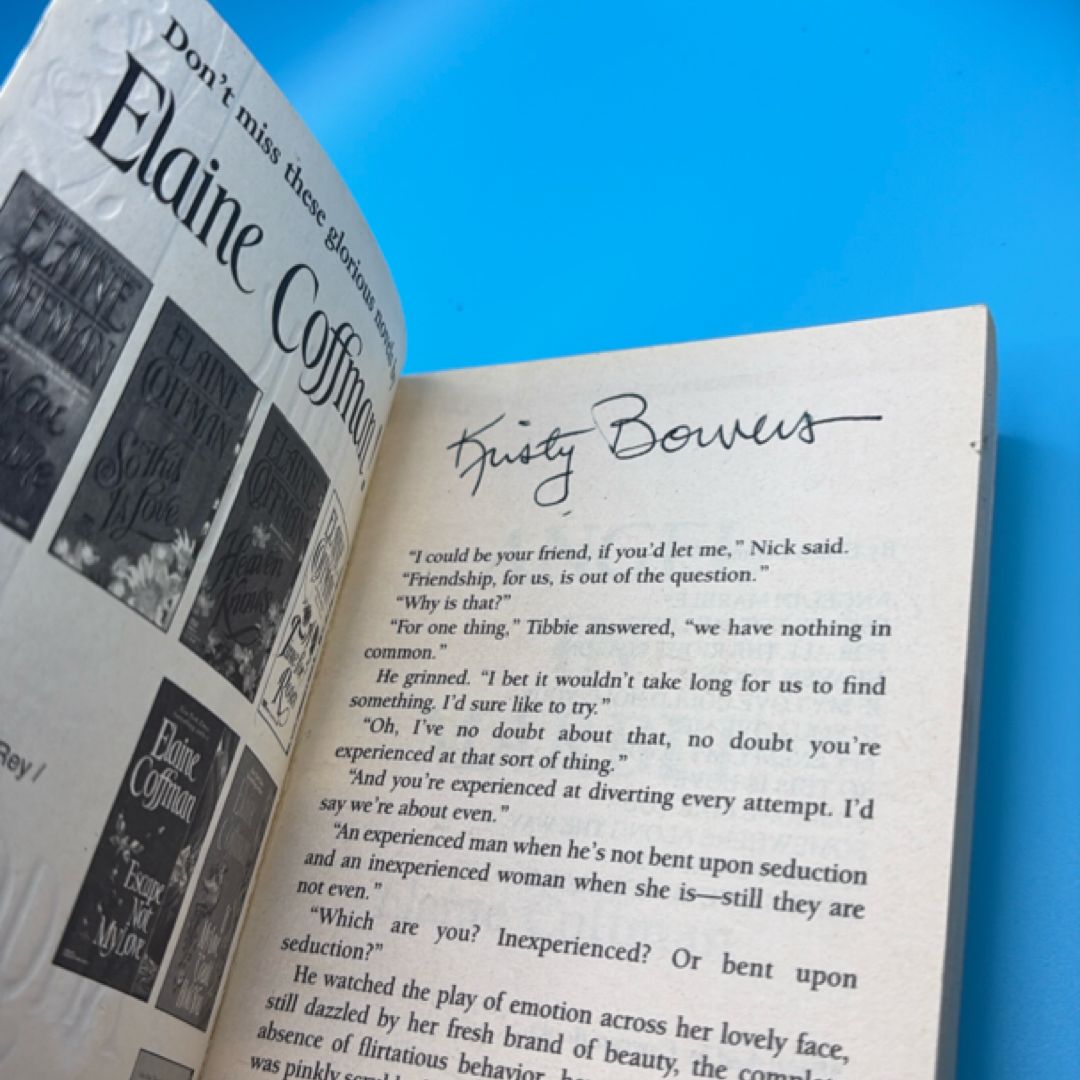 Don't miss these glorious novels by
Elaine Coffman!
ELAINE
COFFMAN
ELAINE
COFFMAN
So This
Is Love
ELAINE
COFFMAN
Heaven
Knows
Elaine
Coffman
Escape
Not
My Love
Rey/
Kristy Bowers
“I could be your friend, if you’d let me,” Nick said.
“Friendship, for us, is out of the question.”
“Why is that?”
“For one thing,” Tibbie answered, “we have nothing in
common.”
He grinned. “I bet it wouldn’t take long for us to find
something. I’d sure like to try.”
“Oh, I’ve no doubt about that, no doubt you’re
experienced at that sort of thing.”
“And you’re experienced at diverting every attempt. I’d
say we’re about even.”
“An experienced man when he’s not bent upon seduction
and an inexperienced woman when she is—still they are
not even.”
“Which are you? Inexperienced? Or bent upon
seduction?”
He watched the play of emotion across her lovely face,
still dazzled by her fresh brand of beauty, the
absence of flirtatious behavior,
was pinkly